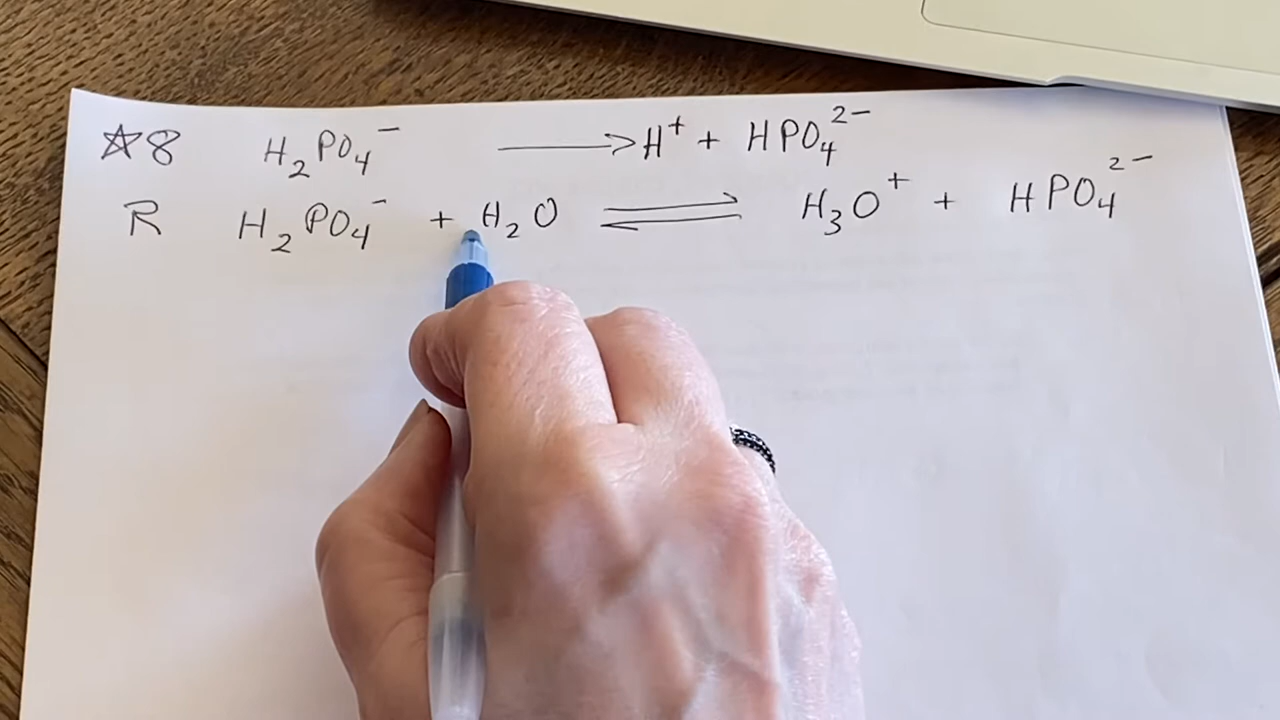 ☆8 H₂PO₄⁻ ⟶ H⁺ + HPO₄²⁻
R H₂PO₄⁻ + H₂O ⇌ H₃O⁺ + HPO₄²⁻